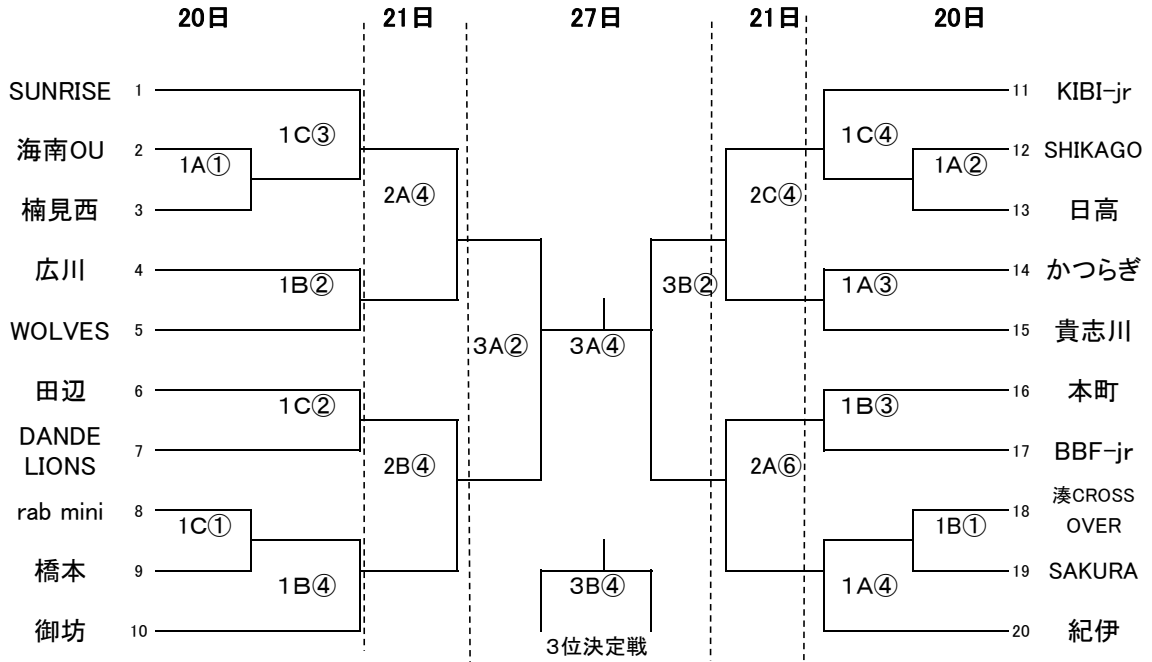 20日 21日 27日 21日 20日
SUNRISE 1 11 KIBI-jr
1C③ 1C④
海南OU 2 12 SHIKAGO
1A① 1A②
2A④ 2C④
楠見西 3 13 日高
広川 4 14 かつらぎ
1B② 3B② 1A③
WOLVES 5 15 貴志川
3A② 3A④
田辺 6 16 本町
1C② 1B③
DANDE
LIONS 7 17 BBF-jr
2B④ 2A⑥
rab mini 8 18 湊CROSS
OVER
1C① 1B①
橋本 9 19 SAKURA
1B④ 3B④ 1A④
御坊 10 20 紀伊
3位決定戦